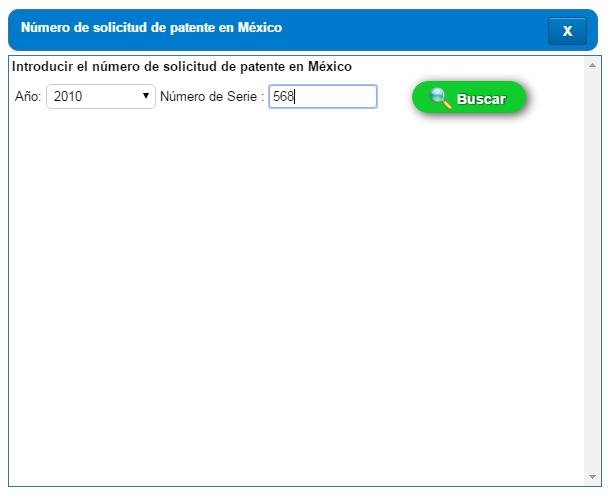 Número de solicitud de patente en México
X
Introducir el número de solicitud de patente en México
Año: 2010 Número de Serie : 568 Buscar